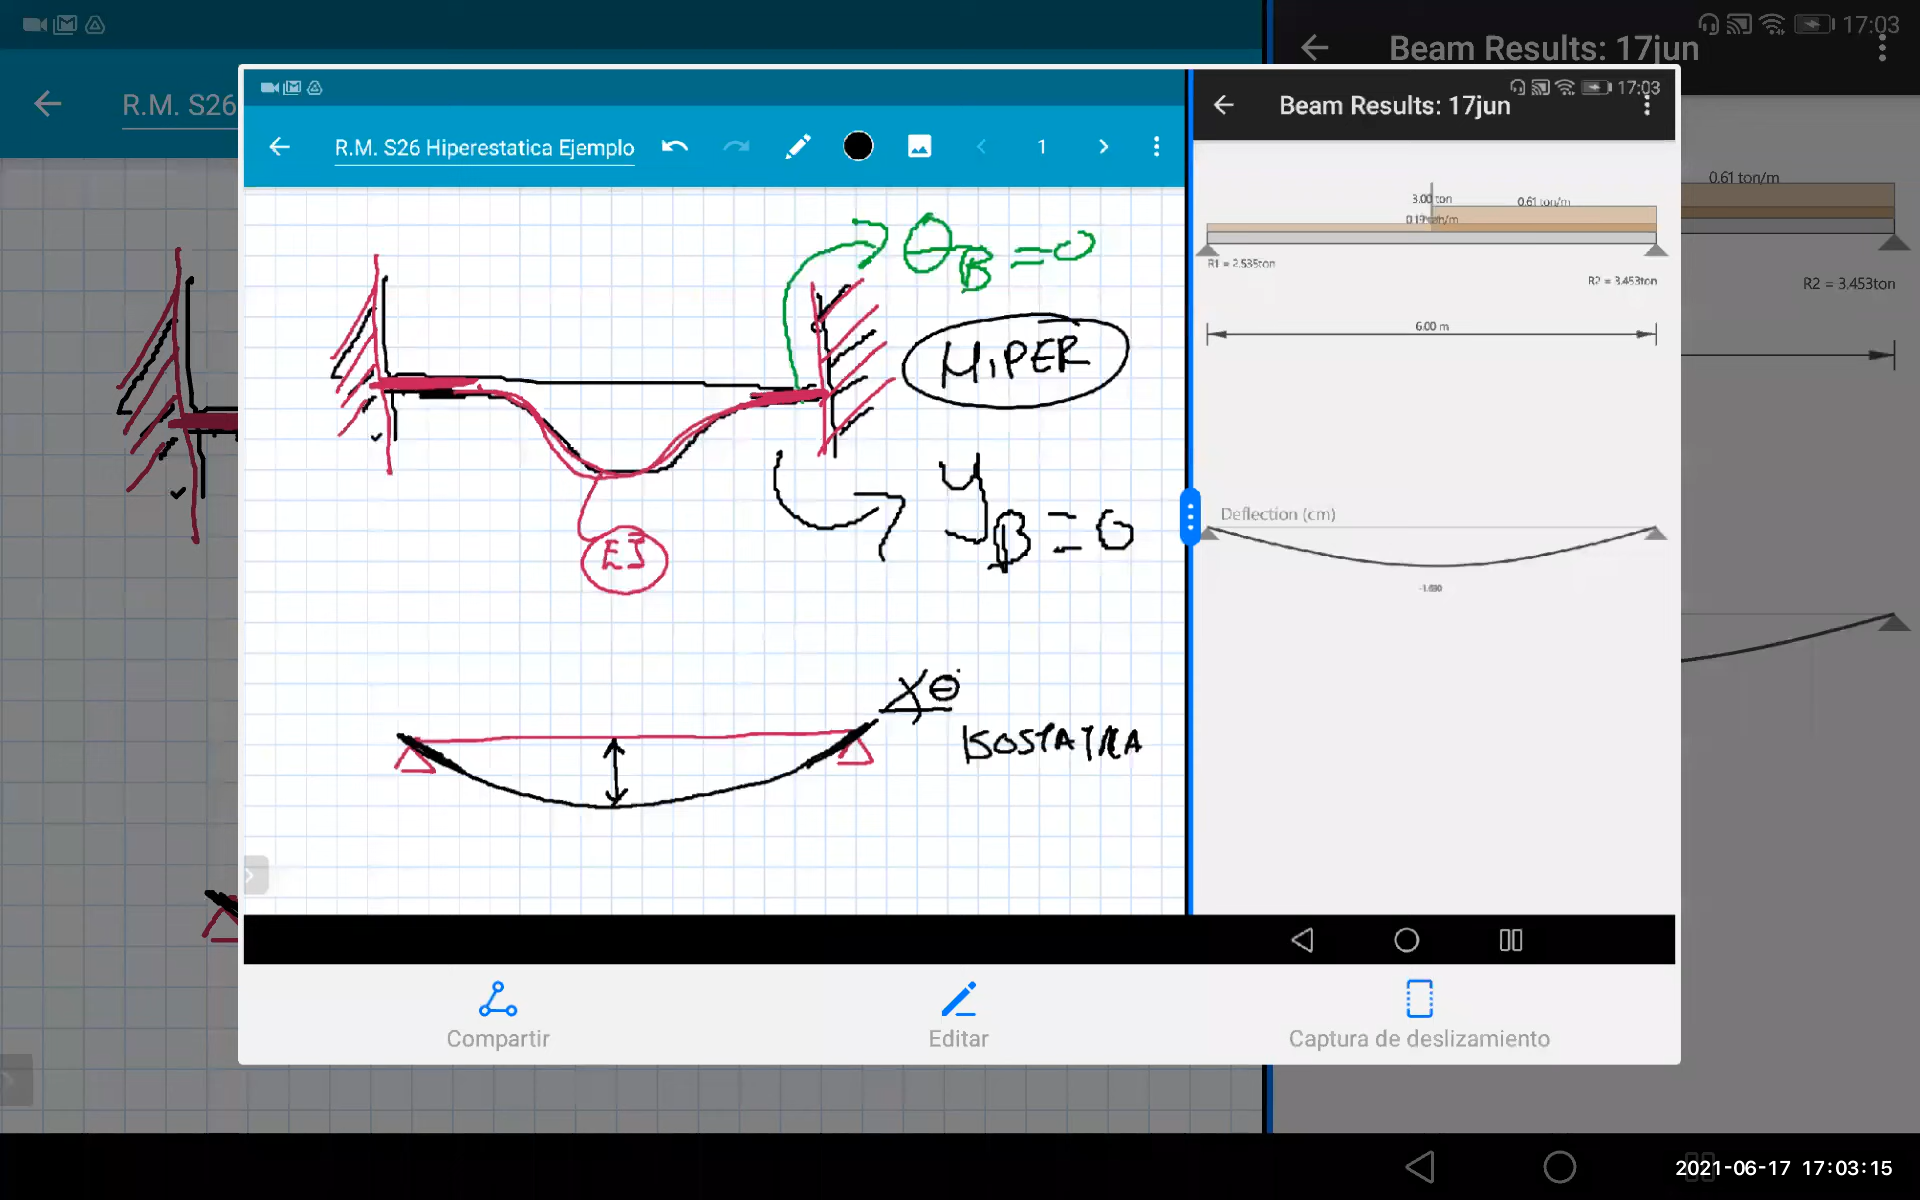 17:03
R.M. S26
Beam Results: 17jun
17:03
R.M. S26 Hiperestatica Ejemplo
1
Beam Results: 17jun
θB = 0
HIPER
yB = 0
EI
θ
ISOSTATICA
3.00 ton
0.61 ton/m
R1 = 2.535ton
R2 = 3.453ton
6.00 m
Deflection (cm)
0.61 ton/m
R2 = 3.453ton
Compartir
Editar
Captura de deslizamiento
2021-06-17 17:03:15